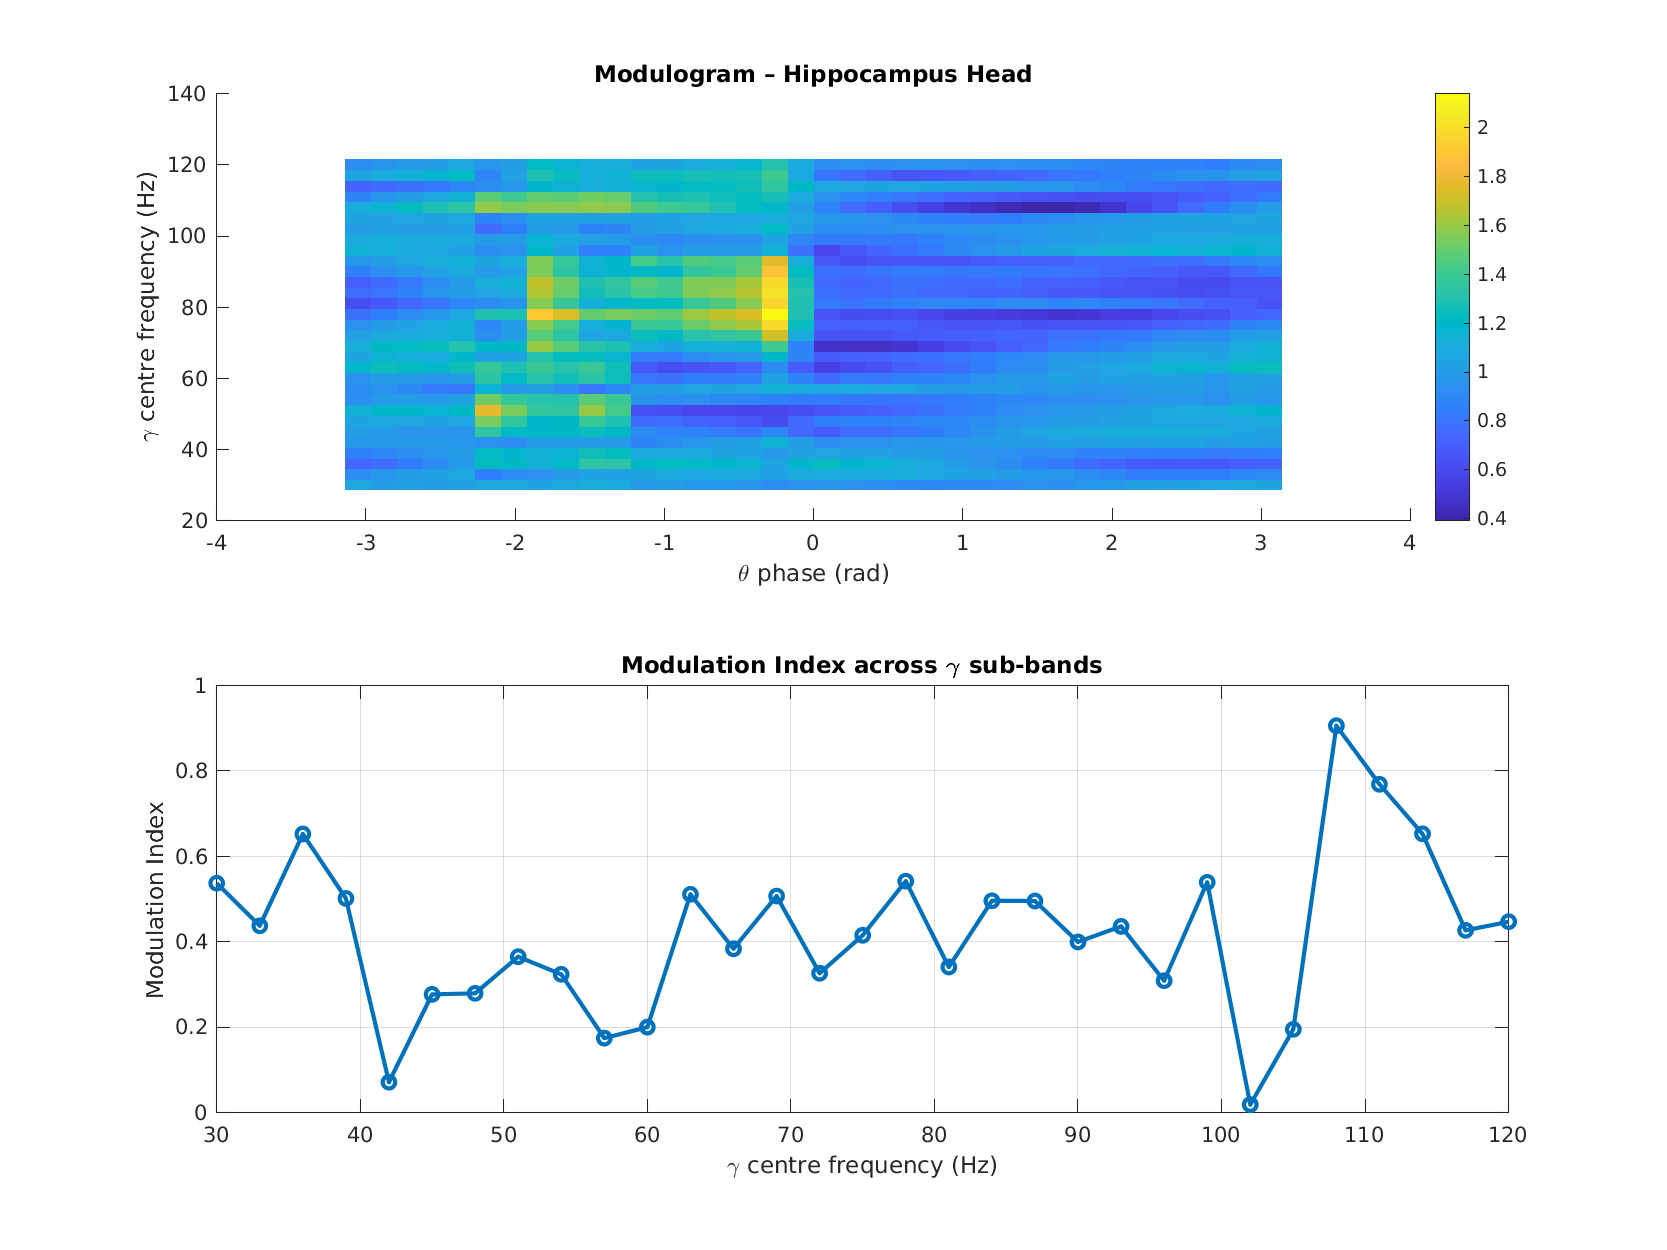 Modulogram – Hippocampus Head
γ centre frequency (Hz)
140
120
100
80
60
40
20
-4 -3 -2 -1 0 1 2 3 4
θ phase (rad)
2
1.8
1.6
1.4
1.2
1
0.8
0.6
0.4
Modulation Index across γ sub-bands
Modulation Index
1
0.8
0.6
0.4
0.2
0
30 40 50 60 70 80 90 100 110 120
γ centre frequency (Hz)